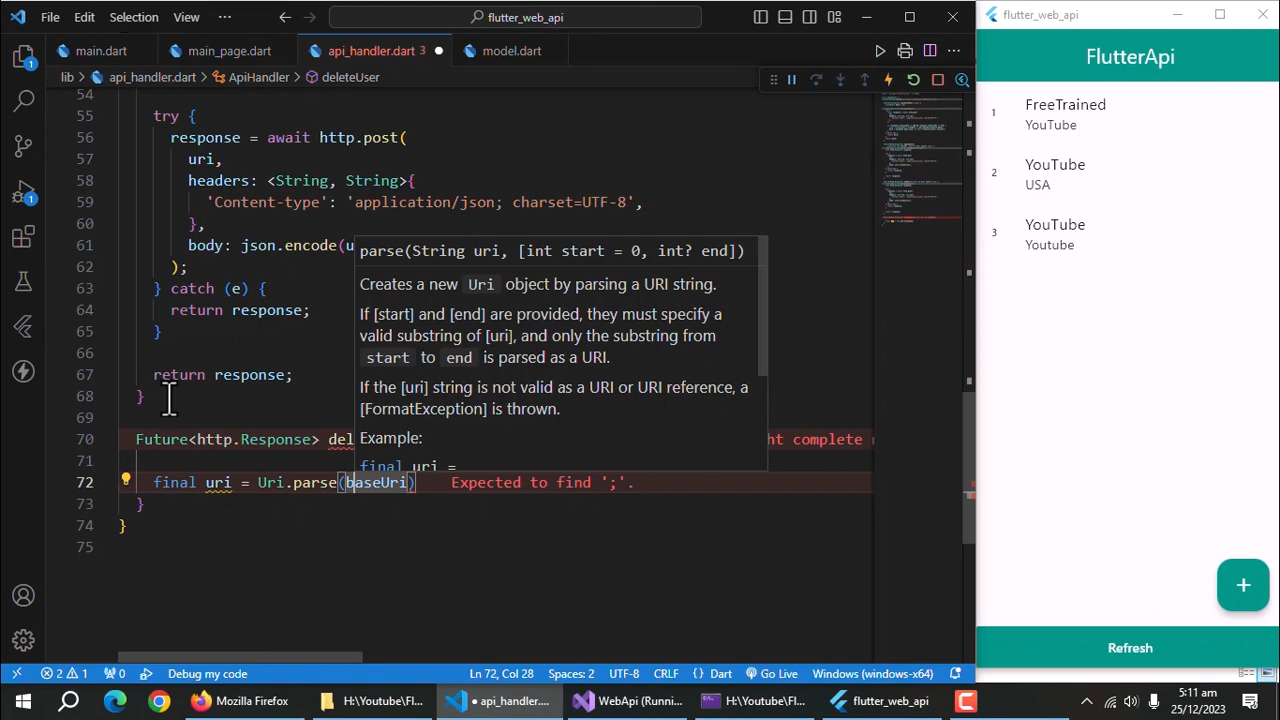 File Edit Selection View ··· flutter_web_api
main.dart main_page.dart api_handler.dart 3 model.dart
lib > api_handler.dart > ApiHandler > deleteUser
54
55 try {
56 response = await http.post(
57 uri,
58 headers: <String, String>{
59 'Content-type': 'application/json; charset=UTF-8',
60 },
61 body: json.encode(u
62 );
63 } catch (e) {
64 return response;
65 }
66
67 return response;
68 }
69
70 Future<http.Response> del ht complete
71
72 final uri = Uri.parse(baseUri) Expected to find ';'.
73 }
74 }
75
parse(String uri, [int start = 0, int? end])
Creates a new Uri object by parsing a URI string.
If [start] and [end] are provided, they must specify a
valid substring of [uri], and only the substring from
start to end is parsed as a URI.
If the [uri] string is not valid as a URI or URI reference, a
[FormatException] is thrown.
Example:
final uri =
1
1
2 1 0 Debug my code Ln 72, Col 28 Spaces: 2 UTF-8 CRLF {} Dart Go Live Windows (windows-x64)
flutter_web_api
FlutterApi
1 FreeTrained
YouTube
2 YouTube
USA
3 YouTube
Youtube
+
Refresh
Mozilla Firefox H:\Youtube\Fl... api_handler.... WebApi (Runni... H:\Youtube\Fl... flutter_web_api
5:11 am
25/12/2023